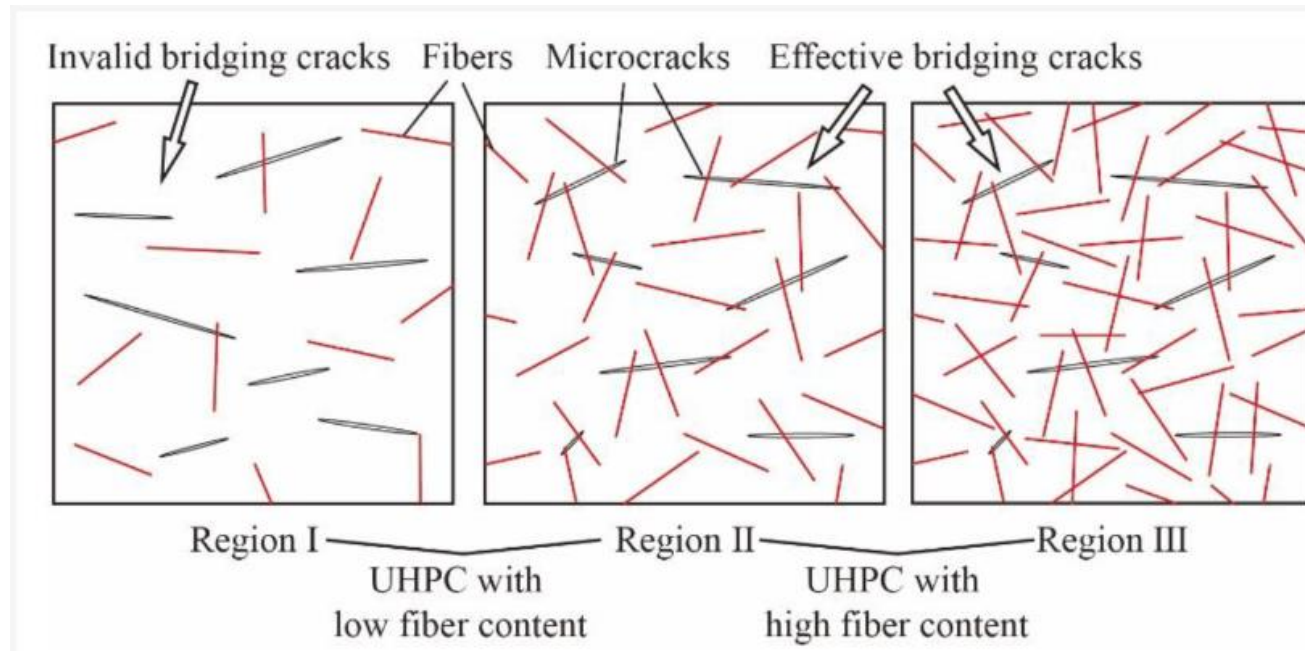 Invalid bridging cracks Fibers Microcracks Effective bridging cracks
Region I Region II Region III
UHPC with UHPC with
low fiber content high fiber content